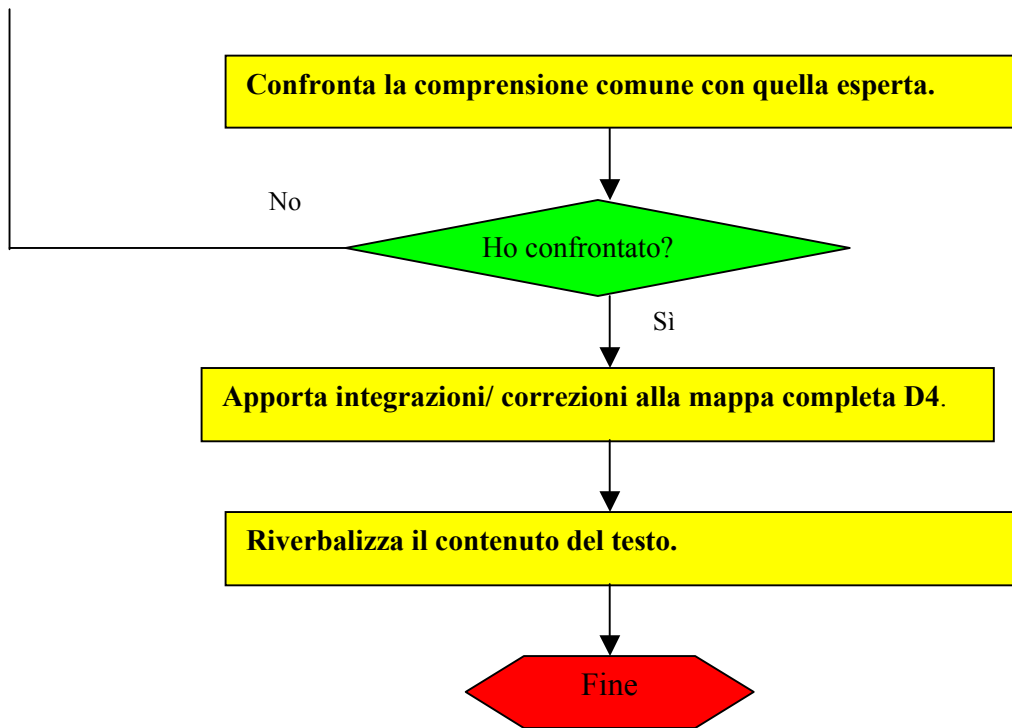 Confronta la comprensione comune con quella esperta.
No
Ho confrontato?
Sì
Apporta integrazioni/ correzioni alla mappa completa D4.
Riverbalizza il contenuto del testo.
Fine